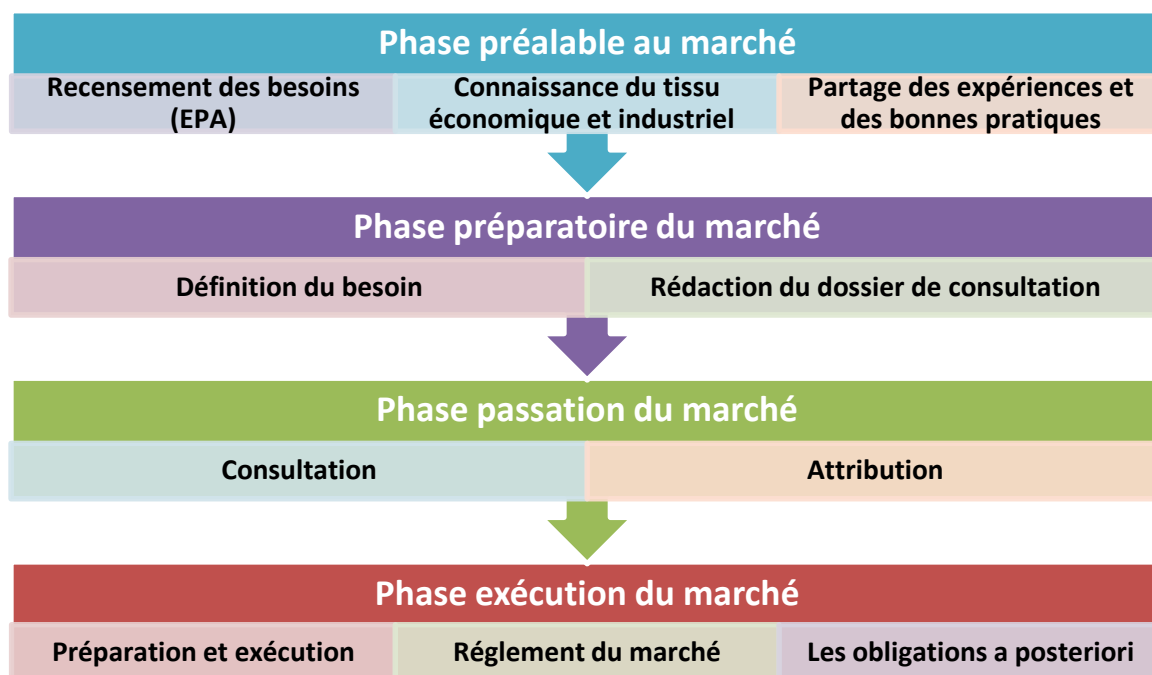 Phase préalable au marché
Recensement des besoins
(EPA)
Connaissance du tissu
économique et industriel
Partage des expériences et
des bonnes pratiques
Phase préparatoire du marché
Définition du besoin
Rédaction du dossier de consultation
Phase passation du marché
Consultation
Attribution
Phase exécution du marché
Préparation et exécution
Réglement du marché
Les obligations a posteriori